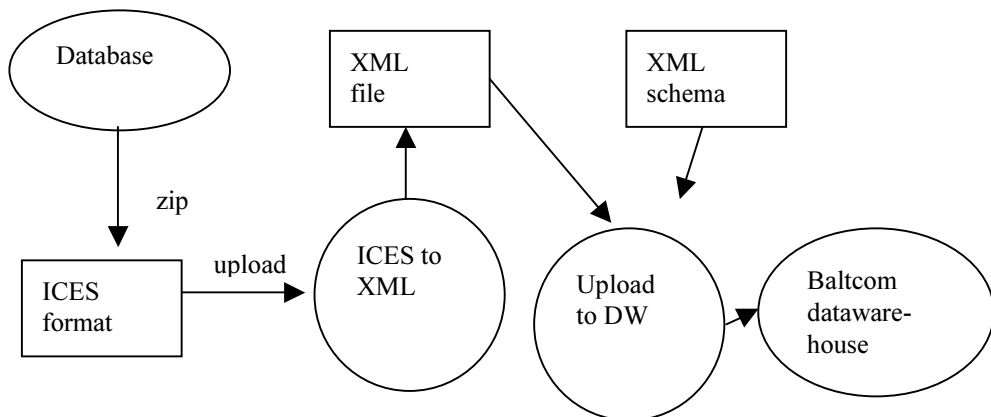 Database
zip
ICES
format
upload
ICES to
XML
XML
file
XML
schema
Upload
to DW
Baltcom
dataware-
house